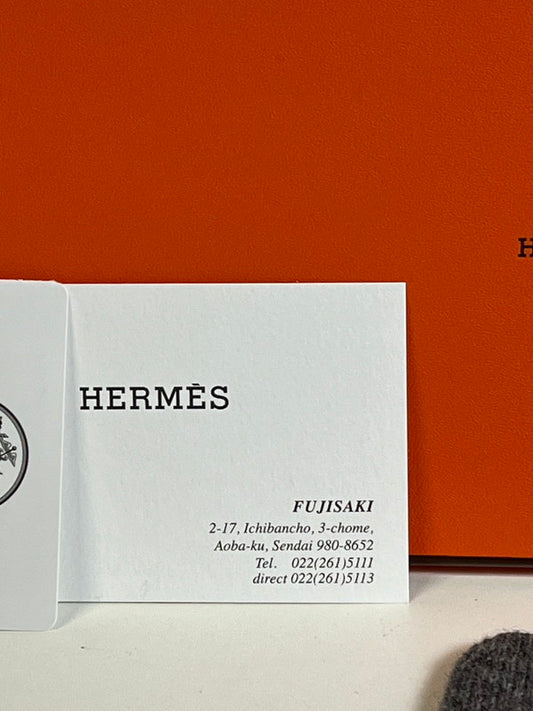 HERMÈS
FUJISAKI
2-17, Ichibancho, 3-chome,
Aoba-ku, Sendai 980-8652
Tel. 022(261)5111
direct 022(261)5113